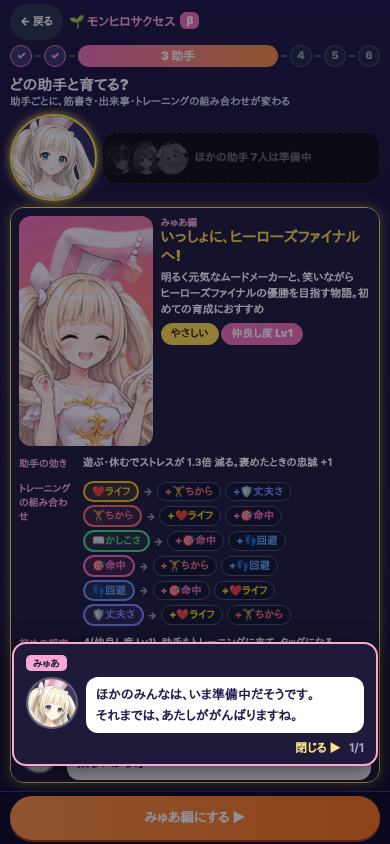 ← 戻る
🌱 モンヒロサクセス β
✓ ✓ 3 助手 4 5 6
どの助手と育てる?
助手ごとに、筋書き・出来事・トレーニングの組み合わせが変わる
ほかの助手 7人は準備中
みゅあ編
いっしょに、ヒーローズファイナル
へ!
明るく元気なムードメーカーと、笑いながら
ヒーローズファイナルの優勝を目指す物語。初
めての育成におすすめ
やさしい 仲良し度 Lv1
助手の効き 遊ぶ・休むでストレスが 1.3倍 減る。褒めたときの忠誠 +1
トレーニング
の組み合わ
せ
❤️ライフ → +🏋️ちから +🛡️丈夫さ
🏋️ちから → +❤️ライフ +🎯命中
📖かしこさ → +🎯命中 +👣回避
🎯命中 → +🏋️ちから +👣回避
👣回避 → +🎯命中 +❤️ライフ
🛡️丈夫さ → +❤️ライフ +🏋️ちから
みゅあ
ほかのみんなは、いま準備中だそうです。
それまでは、あたしががんばりますね。
閉じる ▶ 1/1
みゅあ編にする ▶